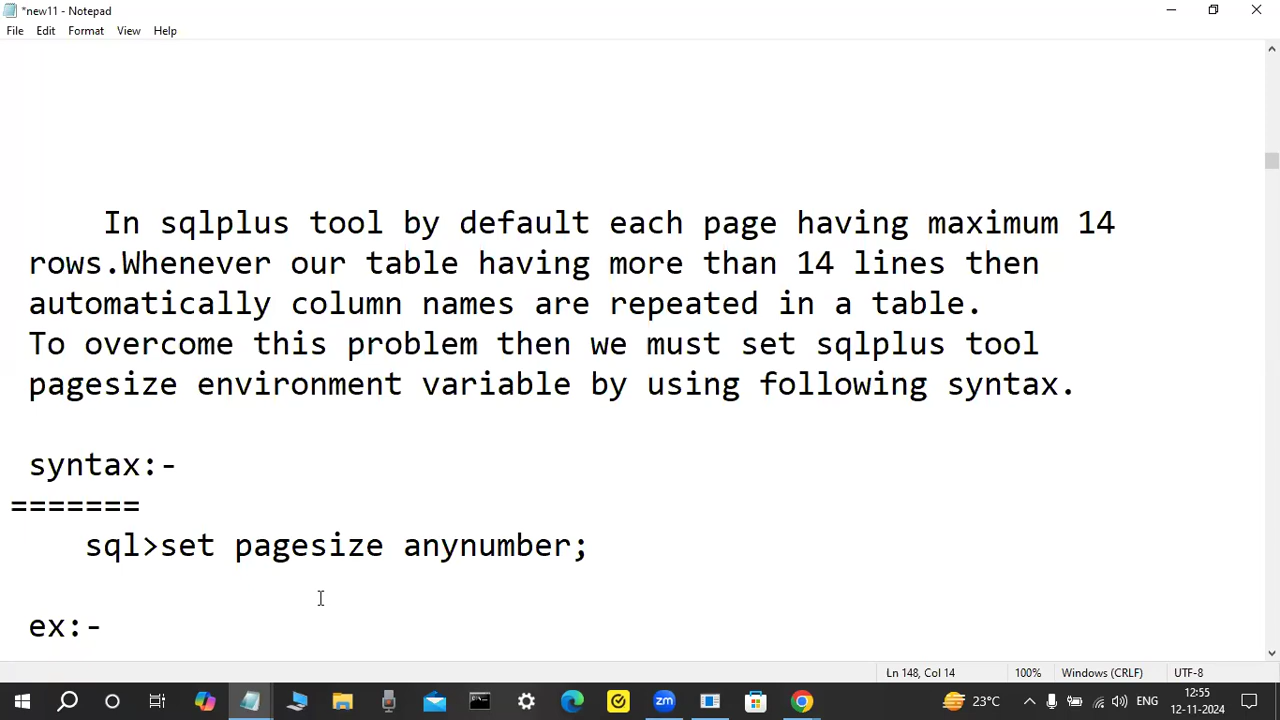 *new11 - Notepad
File Edit Format View Help
In sqlplus tool by default each page having maximum 14
rows.Whenever our table having more than 14 lines then
automatically column names are repeated in a table.
To overcome this problem then we must set sqlplus tool
pagesize environment variable by using following syntax.
syntax:-
=======
sql>set pagesize anynumber;
ex:-
Ln 148, Col 14 100% Windows (CRLF) UTF-8
zm 23°C ENG 12:55
12-11-2024